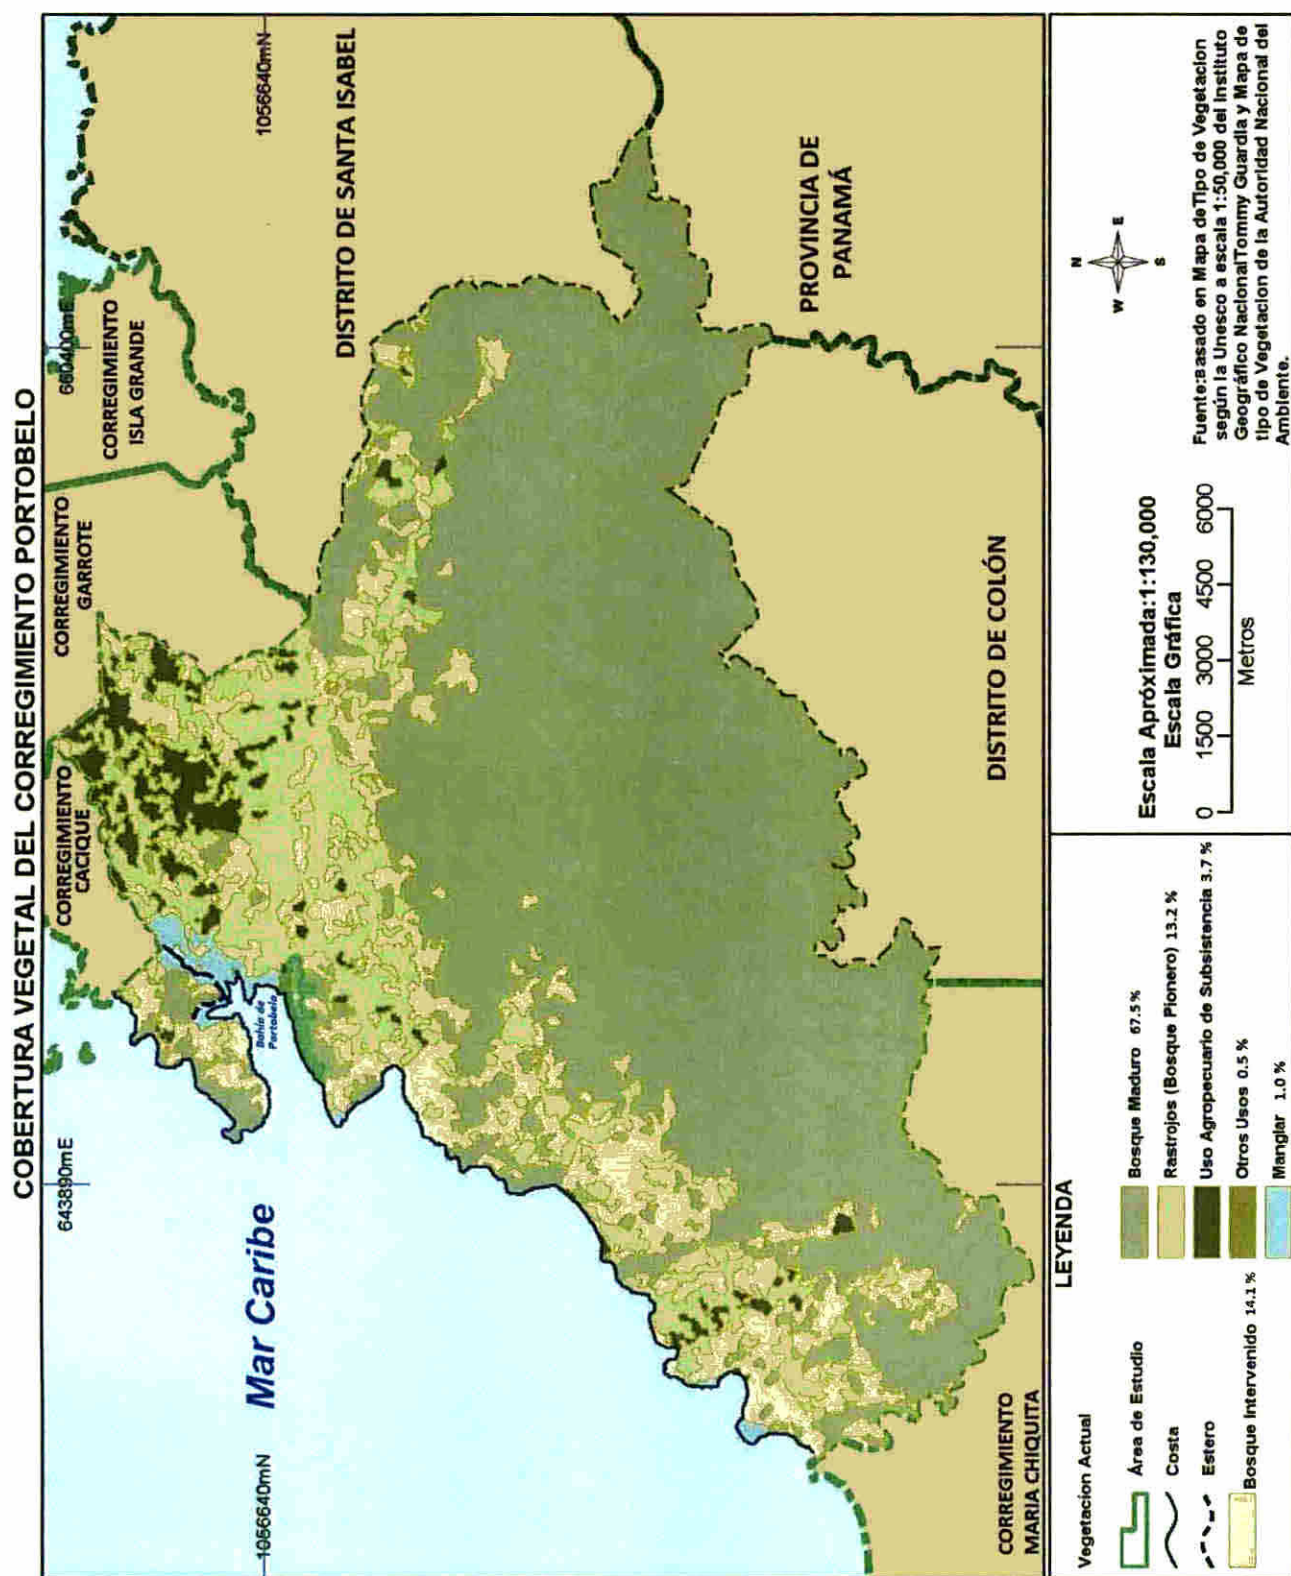 COBERTURA VEGETAL DEL CORREGIMIENTO PORTOBELO
643890mE
660400mE
1056640mN
1056640mN
CORREGIMIENTO
CACIQUE
CORREGIMIENTO
GARROTE
CORREGIMIENTO
ISLA GRANDE
DISTRITO DE SANTA ISABEL
Mar Caribe
Bahía de
Portobelo
PROVINCIA DE
PANAMÁ
DISTRITO DE COLÓN
CORREGIMIENTO
MARIA CHIQUITA
LEYENDA
Vegetacion Actual
Área de Estudio
Costa
Estero
Bosque Intervenido 14.1 %
Bosque Maduro 67.5 %
Rastrojos (Bosque Pionero) 13.2 %
Uso Agropecuario de Subsistencia 3.7 %
Otros Usos 0.5 %
Manglar 1.0 %
Escala Apróximada:1:130,000
Escala Gráfica
0 1500 3000 4500 6000
Metros
N
W E
S
Fuente:Basado en Mapa deTipo de Vegetacion
según la Unesco a escala 1:50,000 del Instituto
Geográfico NacionalTommy Guardia y Mapa de
tipo de Vegetacion de la Autoridad Nacional del
Ambiente.